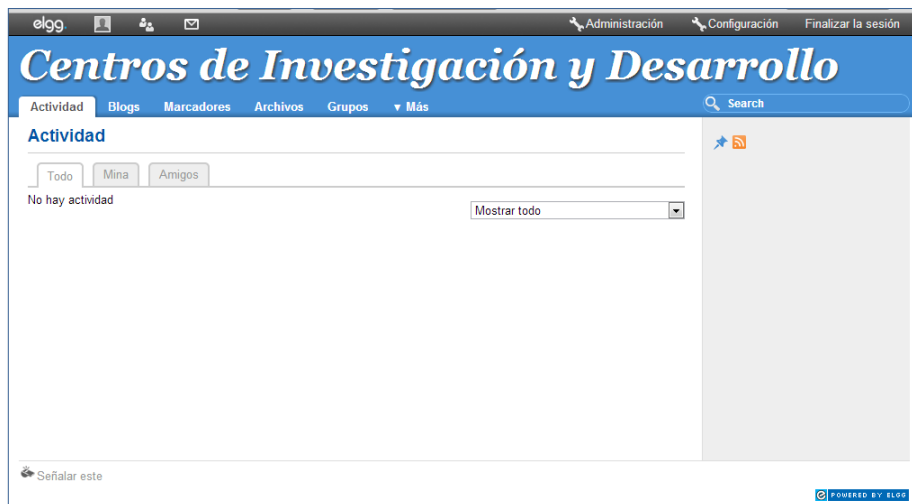 elgg. Administración Configuración Finalizar la sesión
Centros de Investigación y Desarrollo
Actividad Blogs Marcadores Archivos Grupos ▼ Más Search
Actividad
Todo Mina Amigos
No hay actividad
Mostrar todo
Señalar este
POWERED BY ELGG